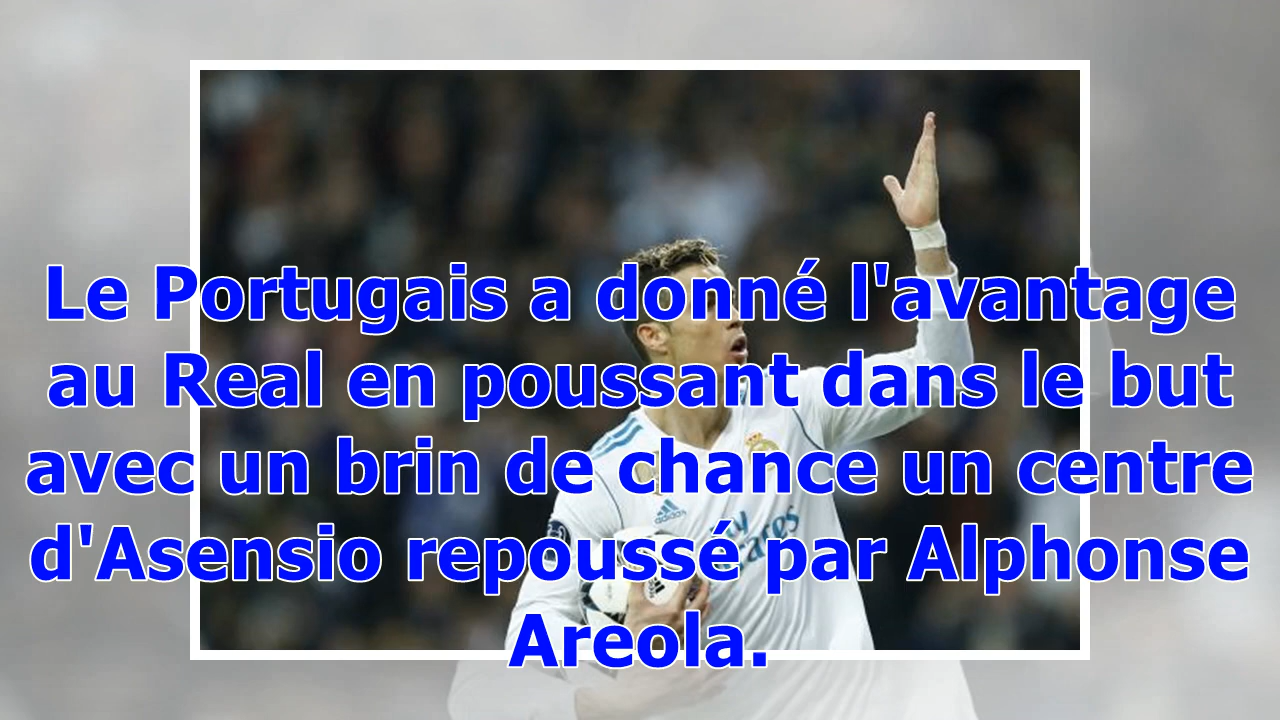 Le Portugais a donné l'avantage
au Real en poussant dans le but
avec un brin de chance un centre
d'Asensio repoussé par Alphonse
Areola.
adidas